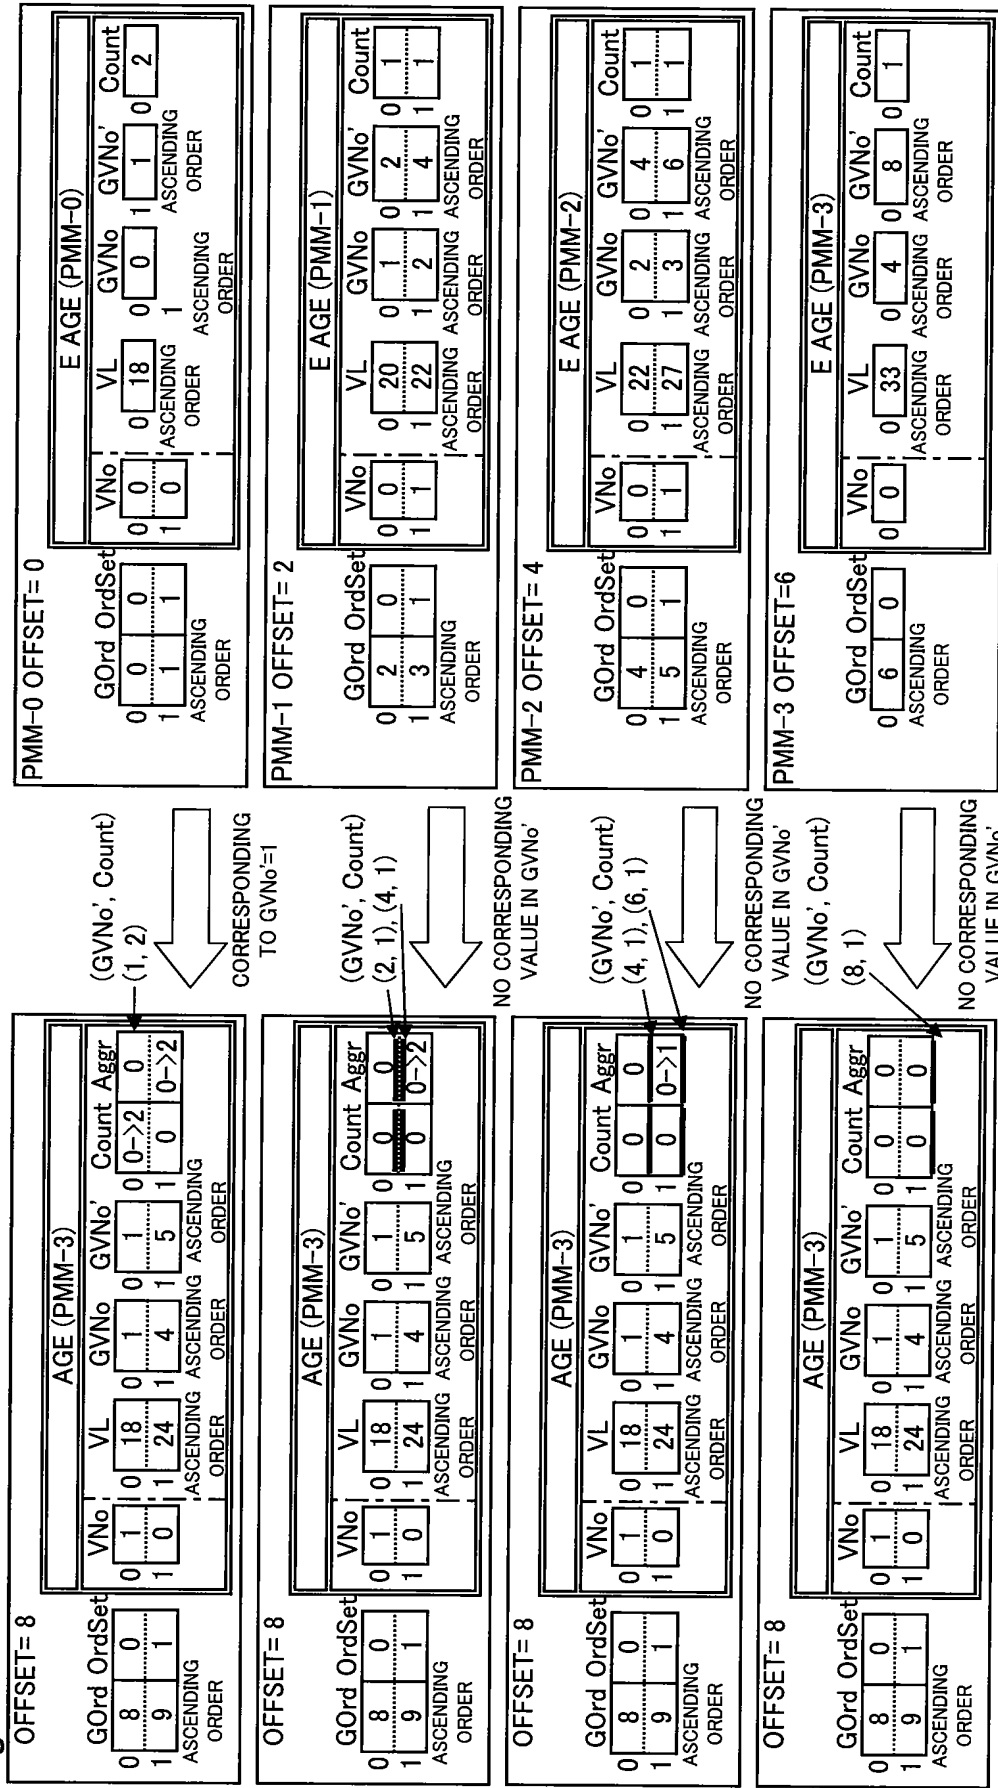 OFFSET= 8
AGE (PMM-3)
GOrd OrdSet VNo VL GVNo GVNo' Count Aggr
0 8 0 0 1 0 18 0 1 0 1 0 0->2 0
1 9 1 1 0 1 24 1 4 1 5 1 0 0->2
ASCENDING ORDER ASCENDING ORDER ASCENDING ORDER ASCENDING ORDER
(GVNo', Count)
(1, 2)
CORRESPONDING
TO GVNo'=1
PMM-0 OFFSET= 0
E AGE (PMM-0)
GOrd OrdSet VNo VL GVNo GVNo' Count
0 0 0 0 0 0 18 0 0 1 1 0 2
1 1 1 1 0 1
ASCENDING ORDER ASCENDING ORDER ASCENDING ORDER ASCENDING ORDER
OFFSET= 8
AGE (PMM-3)
GOrd OrdSet VNo VL GVNo GVNo' Count Aggr
0 8 0 0 1 0 18 0 1 0 1 0 0 0
1 9 1 1 0 1 24 1 4 1 5 1 0 0->2
ASCENDING ORDER ASCENDING ORDER ASCENDING ORDER ASCENDING ORDER
(GVNo', Count)
(2, 1), (4, 1)
NO CORRESPONDING
VALUE IN GVNo'
PMM-1 OFFSET= 2
E AGE (PMM-1)
GOrd OrdSet VNo VL GVNo GVNo' Count
0 2 0 0 0 0 20 0 1 0 2 0 1
1 3 1 1 1 1 22 1 2 1 4 1 1
ASCENDING ORDER ASCENDING ORDER ASCENDING ORDER ASCENDING ORDER
OFFSET= 8
AGE (PMM-3)
GOrd OrdSet VNo VL GVNo GVNo' Count Aggr
0 8 0 0 1 0 18 0 1 0 1 0 0 0
1 9 1 1 0 1 24 1 4 1 5 1 0 0->1
ASCENDING ORDER ASCENDING ORDER ASCENDING ORDER ASCENDING ORDER
(GVNo', Count)
(4, 1), (6, 1)
NO CORRESPONDING
VALUE IN GVNo'
PMM-2 OFFSET= 4
E AGE (PMM-2)
GOrd OrdSet VNo VL GVNo GVNo' Count
0 4 0 0 0 0 22 0 2 0 4 0 1
1 5 1 1 1 1 27 1 3 1 6 1 1
ASCENDING ORDER ASCENDING ORDER ASCENDING ORDER ASCENDING ORDER
OFFSET= 8
AGE (PMM-3)
GOrd OrdSet VNo VL GVNo GVNo' Count Aggr
0 8 0 0 1 0 18 0 1 0 1 0 0 0
1 9 1 1 0 1 24 1 4 1 5 1 0 0
ASCENDING ORDER ASCENDING ORDER ASCENDING ORDER ASCENDING ORDER
(GVNo', Count)
(8, 1)
NO CORRESPONDING
VALUE IN GVNo'
PMM-3 OFFSET=6
E AGE (PMM-3)
GOrd OrdSet VNo VL GVNo GVNo' Count
0 6 0 0 0 0 33 0 4 0 8 0 1
ASCENDING ORDER ASCENDING ORDER ASCENDING ORDER ASCENDING ORDER